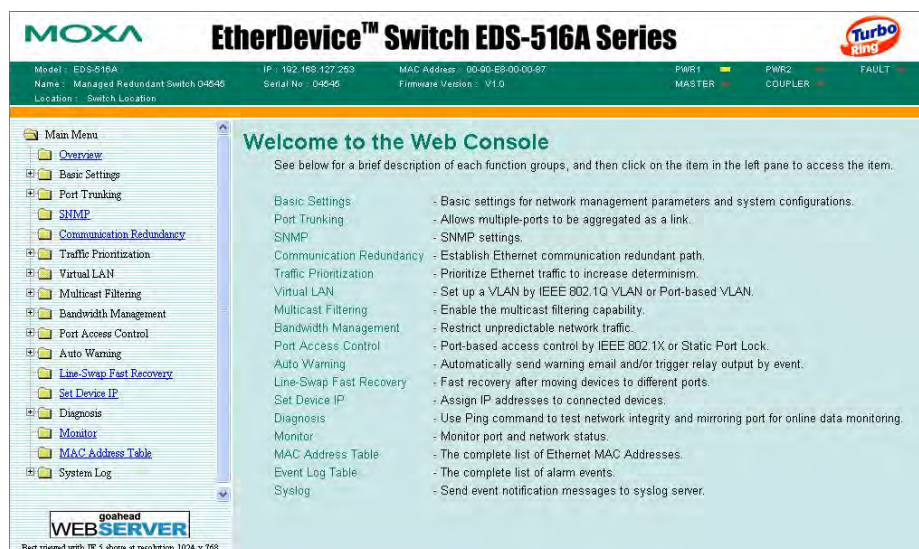 MOXA EtherDevice™ Switch EDS-516A Series Turbo Ring
Model : EDS-516A IP : 192.168.127.253 MAC Address : 00-90-E8-00-00-87 PWR1 PWR2 FAULT
Name : Managed Redundant Switch 04545 Serial No : 04545 Firmware Version : V1.0 MASTER COUPLER
Location : Switch Location
Main Menu
Overview
Basic Settings
Port Trunking
SNMP
Communication Redundancy
Traffic Prioritization
Virtual LAN
Multicast Filtering
Bandwidth Management
Port Access Control
Auto Warning
Line-Swap Fast Recovery
Set Device IP
Diagnosis
Monitor
MAC Address Table
System Log
goahead
WEBSERVER
Best viewed with IE 5 above at resolution 1024 x 768
Welcome to the Web Console
See below for a brief description of each function groups, and then click on the item in the left pane to access the item.
Basic Settings - Basic settings for network management parameters and system configurations.
Port Trunking - Allows multiple-ports to be aggregated as a link.
SNMP - SNMP settings.
Communication Redundancy - Establish Ethernet communication redundant path.
Traffic Prioritization - Prioritize Ethernet traffic to increase determinism.
Virtual LAN - Set up a VLAN by IEEE 802.1Q VLAN or Port-based VLAN.
Multicast Filtering - Enable the multicast filtering capability.
Bandwidth Management - Restrict unpredictable network traffic.
Port Access Control - Port-based access control by IEEE 802.1X or Static Port Lock.
Auto Warning - Automatically send warning email and/or trigger relay output by event.
Line-Swap Fast Recovery - Fast recovery after moving devices to different ports.
Set Device IP - Assign IP addresses to connected devices.
Diagnosis - Use Ping command to test network integrity and mirroring port for online data monitoring.
Monitor - Monitor port and network status.
MAC Address Table - The complete list of Ethernet MAC Addresses.
Event Log Table - The complete list of alarm events.
Syslog - Send event notification messages to syslog server.